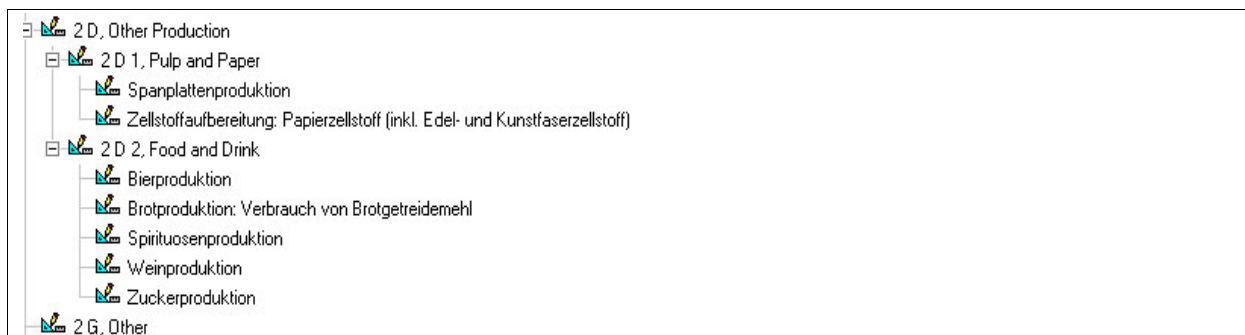 2 D, Other Production
2 D 1, Pulp and Paper
Spanplattenproduktion
Zellstoffaufbereitung: Papierzellstoff (inkl. Edel- und Kunstfaserzellstoff)
2 D 2, Food and Drink
Bierproduktion
Brotproduktion: Verbrauch von Brotgetreidemehl
Spirituosenproduktion
Weinproduktion
Zuckerproduktion
2 G, Other